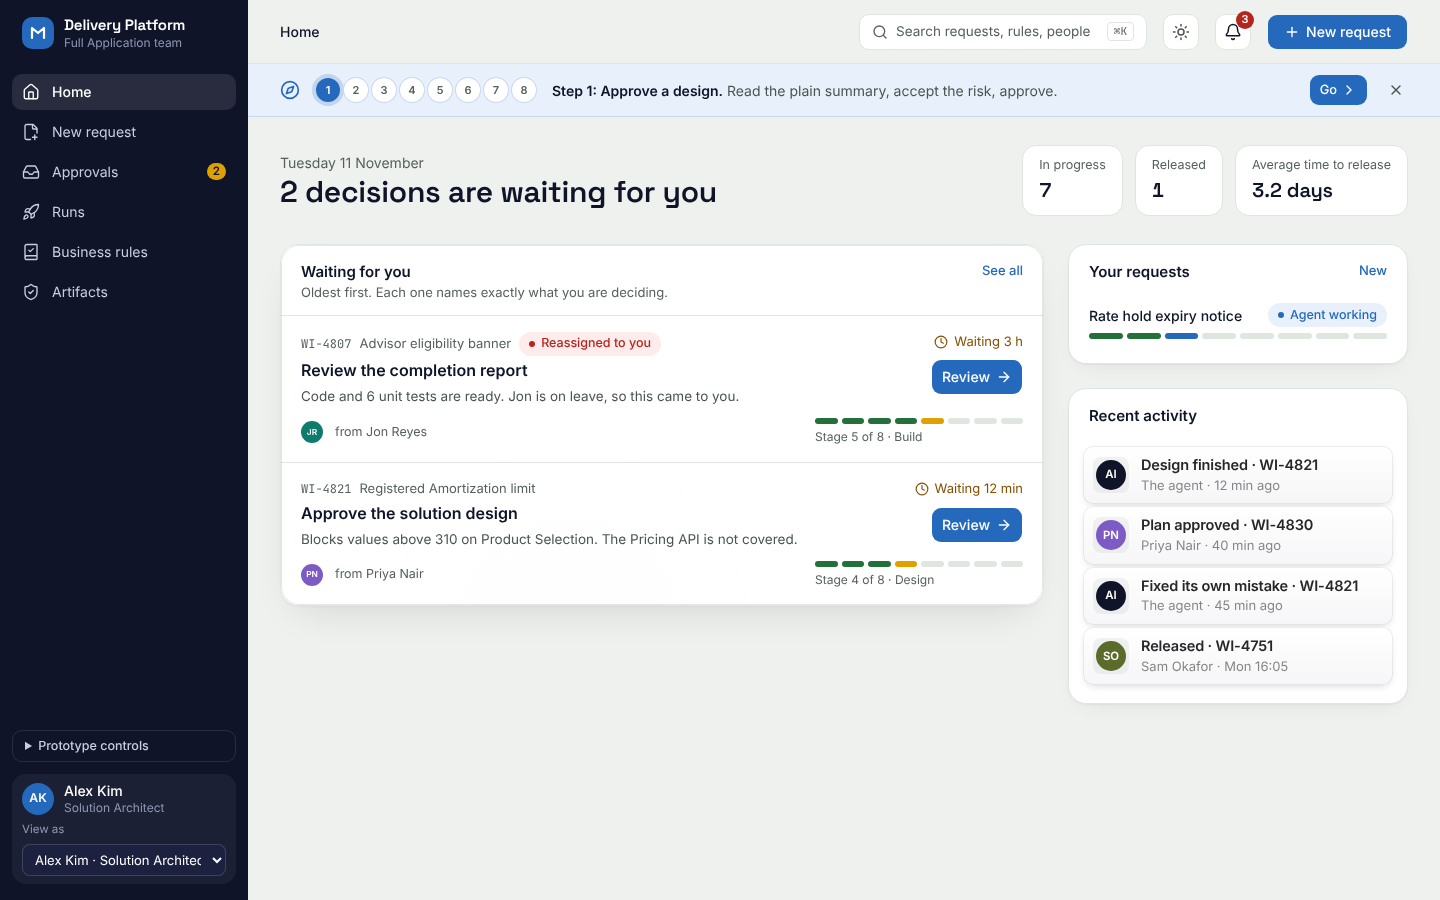 M
Delivery Platform
Full Application team
Home
New request
Approvals 2
Runs
Business rules
Artifacts
Prototype controls
AK
Alex Kim
Solution Architect
View as
Alex Kim · Solution Architec
Home
Search requests, rules, people ⌘K
3
New request
1 2 3 4 5 6 7 8
Step 1: Approve a design. Read the plain summary, accept the risk, approve.
Go
Tuesday 11 November
2 decisions are waiting for you
In progress
7
Released
1
Average time to release
3.2 days
Waiting for you
See all
Oldest first. Each one names exactly what you are deciding.
WI-4807 Advisor eligibility banner Reassigned to you
Waiting 3 h
Review the completion report
Review
Code and 6 unit tests are ready. Jon is on leave, so this came to you.
JR from Jon Reyes
Stage 5 of 8 · Build
WI-4821 Registered Amortization limit
Waiting 12 min
Approve the solution design
Review
Blocks values above 310 on Product Selection. The Pricing API is not covered.
PN from Priya Nair
Stage 4 of 8 · Design
Your requests
New
Rate hold expiry notice
Agent working
Recent activity
AI
Design finished · WI-4821
The agent · 12 min ago
PN
Plan approved · WI-4830
Priya Nair · 40 min ago
AI
Fixed its own mistake · WI-4821
The agent · 45 min ago
SO
Released · WI-4751
Sam Okafor · Mon 16:05